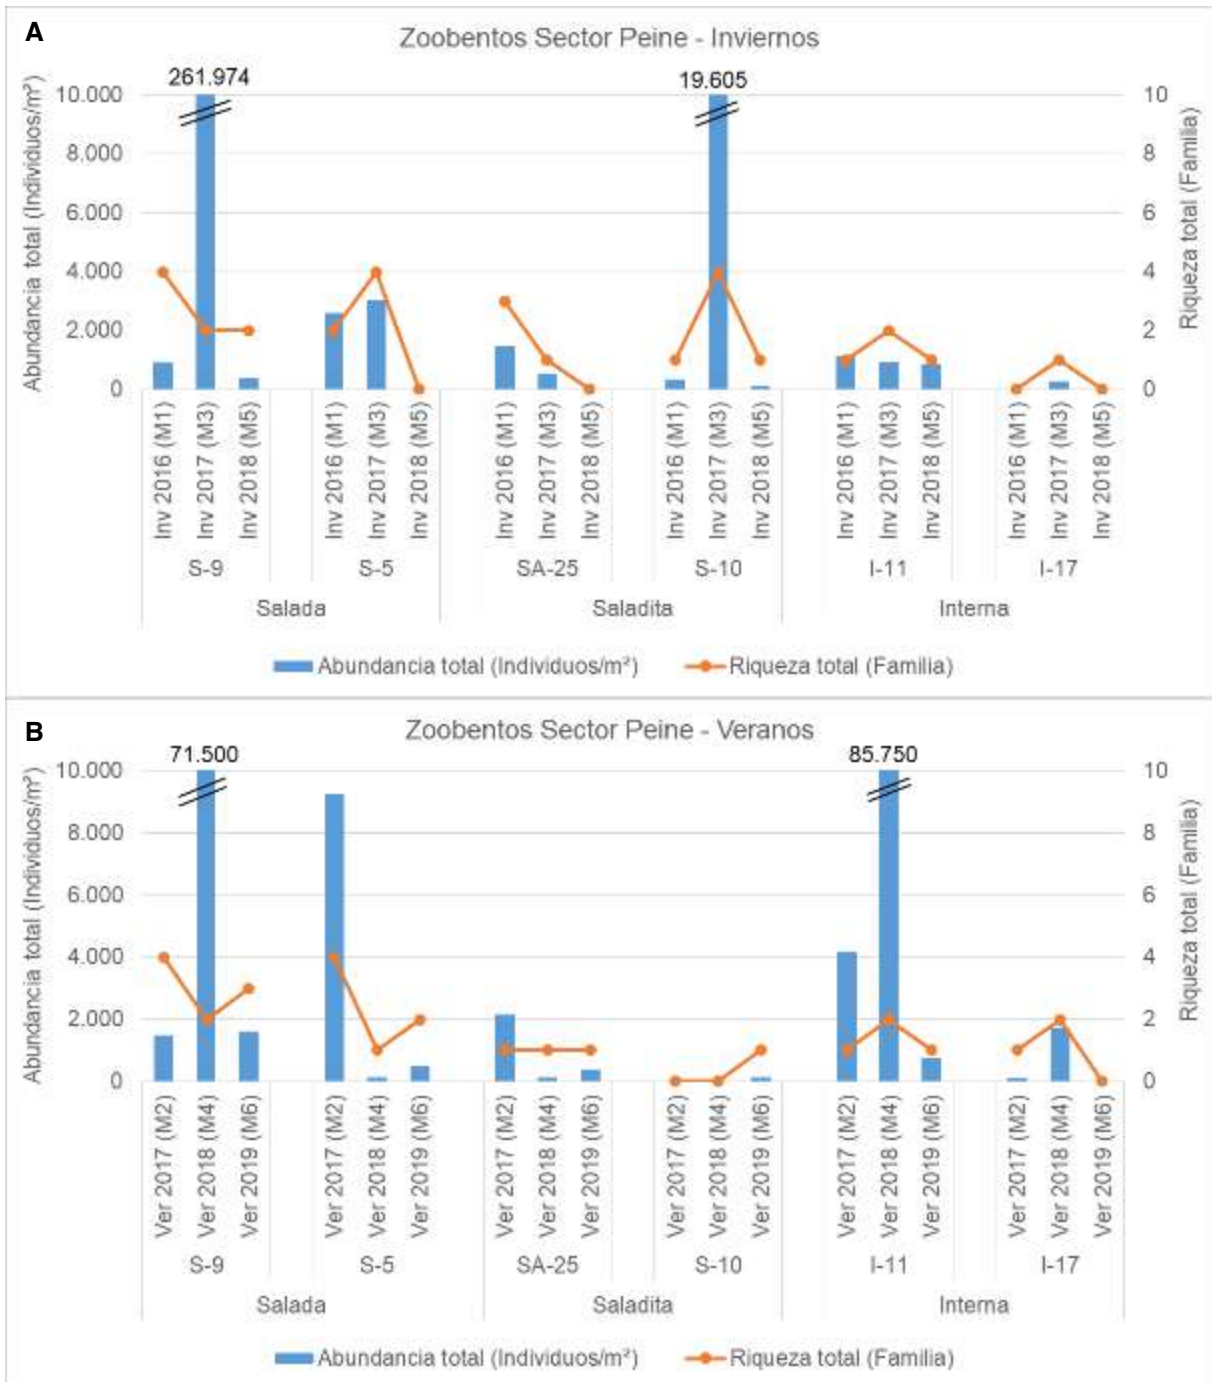 A
Zoobentos Sector Peine - Inviernos
261.974
19.605
Abundancia total (Individuos/m²)
10.000
8.000
6.000
4.000
2.000
0
10
8
6
4
2
0
Riqueza total (Familia)
Inv 2016 (M1) Inv 2017 (M3) Inv 2018 (M5) Inv 2016 (M1) Inv 2017 (M3) Inv 2018 (M5) Inv 2016 (M1) Inv 2017 (M3) Inv 2018 (M5) Inv 2016 (M1) Inv 2017 (M3) Inv 2018 (M5) Inv 2016 (M1) Inv 2017 (M3) Inv 2018 (M5) Inv 2016 (M1) Inv 2017 (M3) Inv 2018 (M5)
S-9 S-5 SA-25 S-10 I-11 I-17
Salada Saladita Interna
Abundancia total (Individuos/m²) Riqueza total (Familia)
B
Zoobentos Sector Peine - Veranos
71.500
85.750
Abundancia total (Individuos/m²)
10.000
8.000
6.000
4.000
2.000
0
10
8
6
4
2
0
Riqueza total (Familia)
Ver 2017 (M2) Ver 2018 (M4) Ver 2019 (M6) Ver 2017 (M2) Ver 2018 (M4) Ver 2019 (M6) Ver 2017 (M2) Ver 2018 (M4) Ver 2019 (M6) Ver 2017 (M2) Ver 2018 (M4) Ver 2019 (M6) Ver 2017 (M2) Ver 2018 (M4) Ver 2019 (M6) Ver 2017 (M2) Ver 2018 (M4) Ver 2019 (M6)
S-9 S-5 SA-25 S-10 I-11 I-17
Salada Saladita Interna
Abundancia total (Individuos/m²) Riqueza total (Familia)